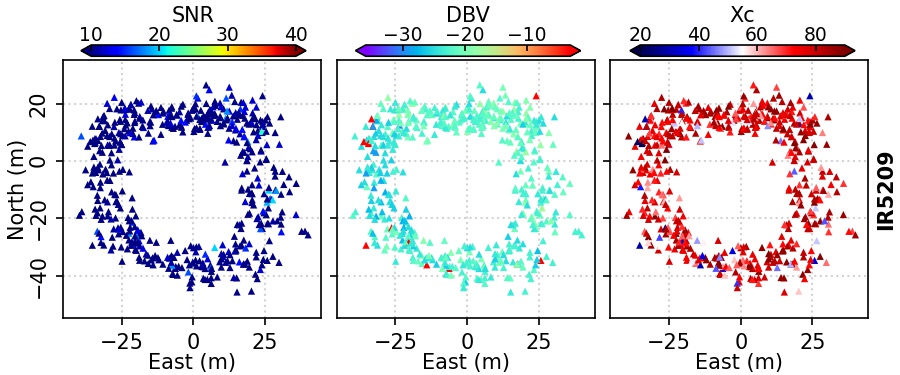 SNR DBV Xc
10 20 30 40 −30 −20 −10 20 40 60 80
20
0
−20
−40
North (m)
IR5209
−25 0 25 −25 0 25 −25 0 25
East (m) East (m) East (m)